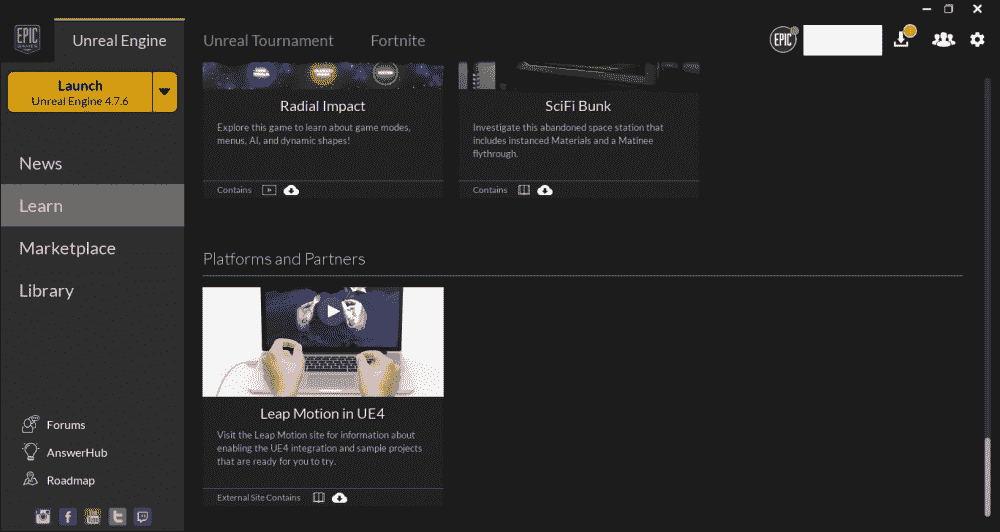 EPIC
GAMES
Unreal Engine
Unreal Tournament
Fortnite
EPIC
Launch
Unreal Engine 4.7.6
News
Learn
Marketplace
Library
Forums
AnswerHub
Roadmap
Radial Impact
Explore this game to learn about game modes,
menus, AI, and dynamic shapes!
Contains
SciFi Bunk
Investigate this abandoned space station that
includes instanced Materials and a Matinee
flythrough.
Contains
Platforms and Partners
Leap Motion in UE4
Visit the Leap Motion site for information about
enabling the UE4 integration and sample projects
that are ready for you to try.
External Site Contains